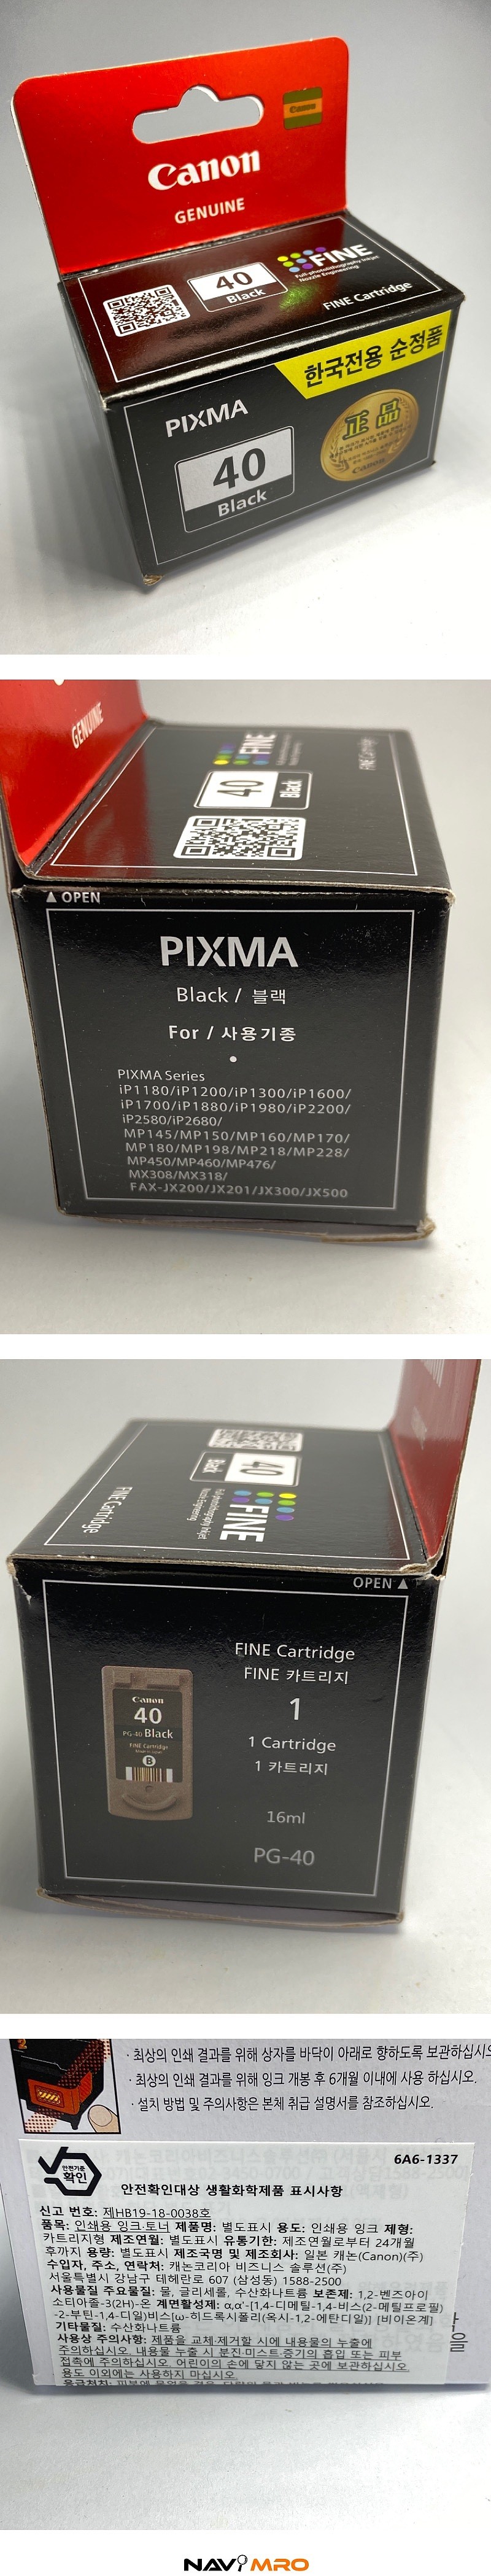 Canon
Canon
GENUINE
40
Black
FINE
Full-photolithography Inkjet
Nozzle Engineering
FINE Cartridge
한국전용 순정품
PIXMA
40
Black
正品
Canon
GENUINE
FINE
40
Black
FINE Cartridge
▲ OPEN
PIXMA
Black / 블랙
For / 사용기종
PIXMA Series
iP1180/iP1200/iP1300/iP1600/
iP1700/iP1880/iP1980/iP2200/
iP2580/iP2680/
MP145/MP150/MP160/MP170/
MP180/MP198/MP218/MP228/
MP450/MP460/MP476/
MX308/MX318/
FAX-JX200/JX201/JX300/JX500
40
Black
FINE
Full-photolithography Inkjet
Nozzle Engineering
FINE Cartridge
OPEN ▲
FINE Cartridge
FINE 카트리지
1
1 Cartridge
1 카트리지
16ml
PG-40
Canon
40
PG-40 Black
FINE Cartridge
B
2
· 최상의 인쇄 결과를 위해 상자를 바닥이 아래로 향하도록 보관하십시오
· 최상의 인쇄 결과를 위해 잉크 개봉 후 6개월 이내에 사용 하십시오.
· 설치 방법 및 주의사항은 본체 취급 설명서를 참조하십시오.
6A6-1337
안전기준
확인
안전확인대상 생활화학제품 표시사항
신고 번호: 제HB19-18-0038호
품목: 인쇄용 잉크·토너 제품명: 별도표시 용도: 인쇄용 잉크 제형:
카트리지형 제조연월: 별도표시 유통기한: 제조연월로부터 24개월
후까지 용량: 별도표시 제조국명 및 제조회사: 일본 캐논(Canon)(주)
수입자, 주소, 연락처: 캐논코리아 비즈니스 솔루션(주)
서울특별시 강남구 테헤란로 607 (삼성동) 1588-2500
사용물질 주요물질: 물, 글리세롤, 수산화나트륨 보존제: 1,2-벤즈아이
소티아졸-3(2H)-온 계면활성제: α,α'-[1,4-디메틸-1,4-비스(2-메틸프로필)
-2-부틴-1,4-디일)비스[ω-히드록시폴리(옥시-1,2-에탄디일)] [비이온계]
기타물질: 수산화나트륨
사용상 주의사항: 제품을 교체·제거할 시에 내용물의 누출에
주의하십시오. 내용물 누출 시 분진·미스트·증기의 흡입 또는 피부
접촉에 주의하십시오. 어린이의 손에 닿지 않는 곳에 보관하십시오.
용도 이외에는 사용하지 마십시오.
NAVIMRO